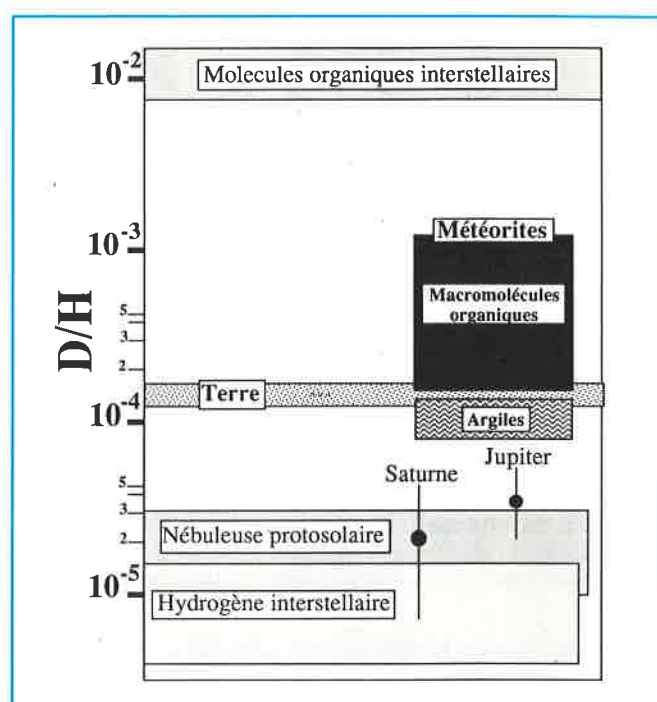 10-2
Molecules organiques interstellaires
10-3
Météorites
Macromolécules
organiques
D/H
5
3
2
Terre
10-4
Argiles
Jupiter
Saturne
5
3
Nébuleuse protosolaire
2
10-5
Hydrogène interstellaire